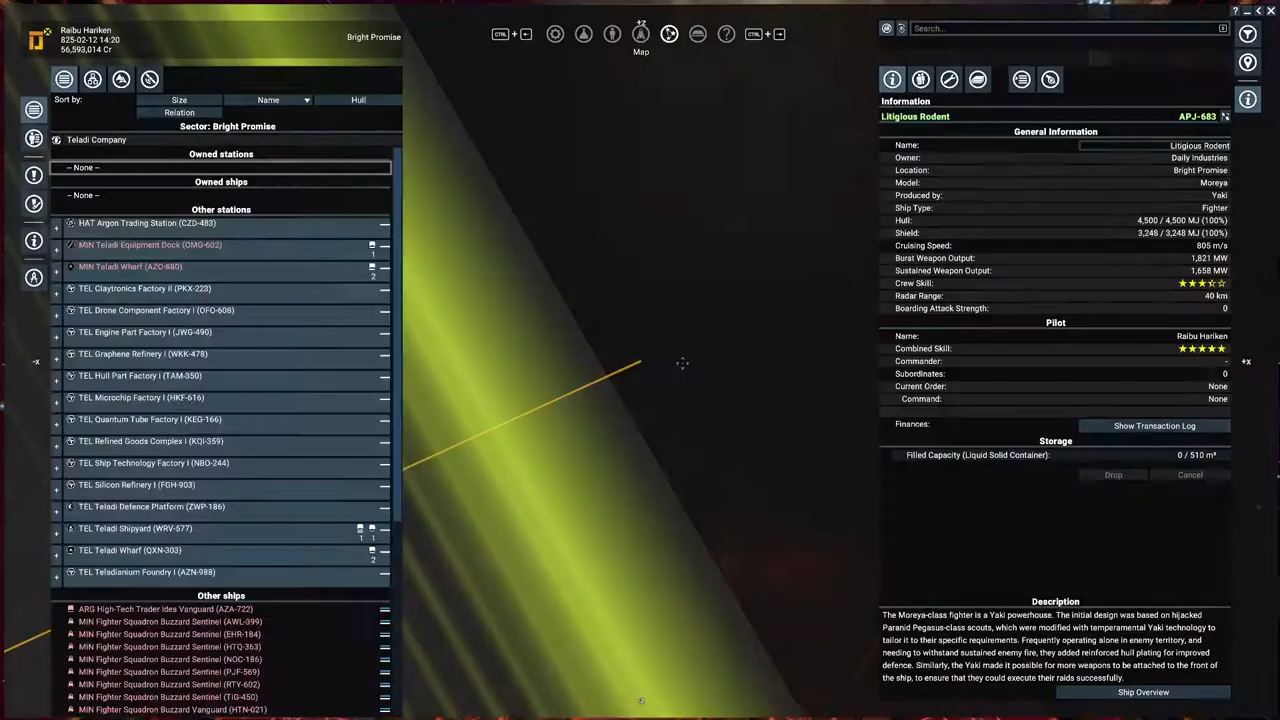 Raibu Hariken
825-02-12 14:20
56,593,014 Cr
Bright Promise
CTRL + CTRL +
+Z
Map
Search...
Sort by: Size Name Hull
Relation
Sector: Bright Promise
Teladi Company
Owned stations
-- None --
Owned ships
-- None --
Other stations
HAT Argon Trading Station (CZD-483)
MIN Teladi Equipment Dock (OMG-602) 1
MIN Teladi Wharf (AZO-880) 2
TEL Claytronics Factory II (PKX-223)
TEL Drone Component Factory I (OFO-608)
TEL Engine Part Factory I (JWG-490)
TEL Graphene Refinery I (WKK-478)
TEL Hull Part Factory I (TAM-350)
TEL Microchip Factory I (HKF-616)
TEL Quantum Tube Factory I (KEG-166)
TEL Refined Goods Complex I (KQI-359)
TEL Ship Technology Factory I (NBO-244)
TEL Silicon Refinery I (FGH-903)
TEL Teladi Defence Platform (ZWP-186)
TEL Teladi Shipyard (WRV-577) 1 1
TEL Teladi Wharf (QXN-303) 2
TEL Teladianium Foundry I (AZN-988)
Other ships
ARG High-Tech Trader Idea Vanguard (AZA-722)
MIN Fighter Squadron Buzzard Sentinel (AWL-399)
MIN Fighter Squadron Buzzard Sentinel (EHR-184)
MIN Fighter Squadron Buzzard Sentinel (HTQ-363)
MIN Fighter Squadron Buzzard Sentinel (NOC-186)
MIN Fighter Squadron Buzzard Sentinel (PJF-569)
MIN Fighter Squadron Buzzard Sentinel (RTY-602)
MIN Fighter Squadron Buzzard Sentinel (TIG-450)
MIN Fighter Squadron Buzzard Vanguard (HTN-021)
-X
+X
-Z
Information
Litigious Rodent APJ-683
General Information
Name: Litigious Rodent
Owner: Daily Industries
Location: Bright Promise
Model: Moreya
Produced by: Yaki
Ship Type: Fighter
Hull: 4,500 / 4,500 MJ (100%)
Shield: 3,248 / 3,248 MJ (100%)
Cruising Speed: 805 m/s
Burst Weapon Output: 1,821 MW
Sustained Weapon Output: 1,658 MW
Crew Skill: ★★★☆☆
Radar Range: 40 km
Boarding Attack Strength: 0
Pilot
Name: Raibu Hariken
Combined Skill: ★★★★★
Commander: -
Subordinates: 0
Current Order: None
Command: None
Finances: Show Transaction Log
Storage
Filled Capacity (Liquid Solid Container): 0 / 510 m³
Drop Cancel
Description
The Moreya-class fighter is a Yaki powerhouse. The initial design was based on hijacked
Paranid Pegasus-class scouts, which were modified with temperamental Yaki technology to
tailor it to their specific requirements. Frequently operating alone in enemy territory, and
needing to withstand sustained enemy fire, they added reinforced hull plating for improved
defence. Similarly, the Yaki made it possible for more weapons to be attached to the front of
the ship, to ensure that they could execute their raids successfully.
Ship Overview